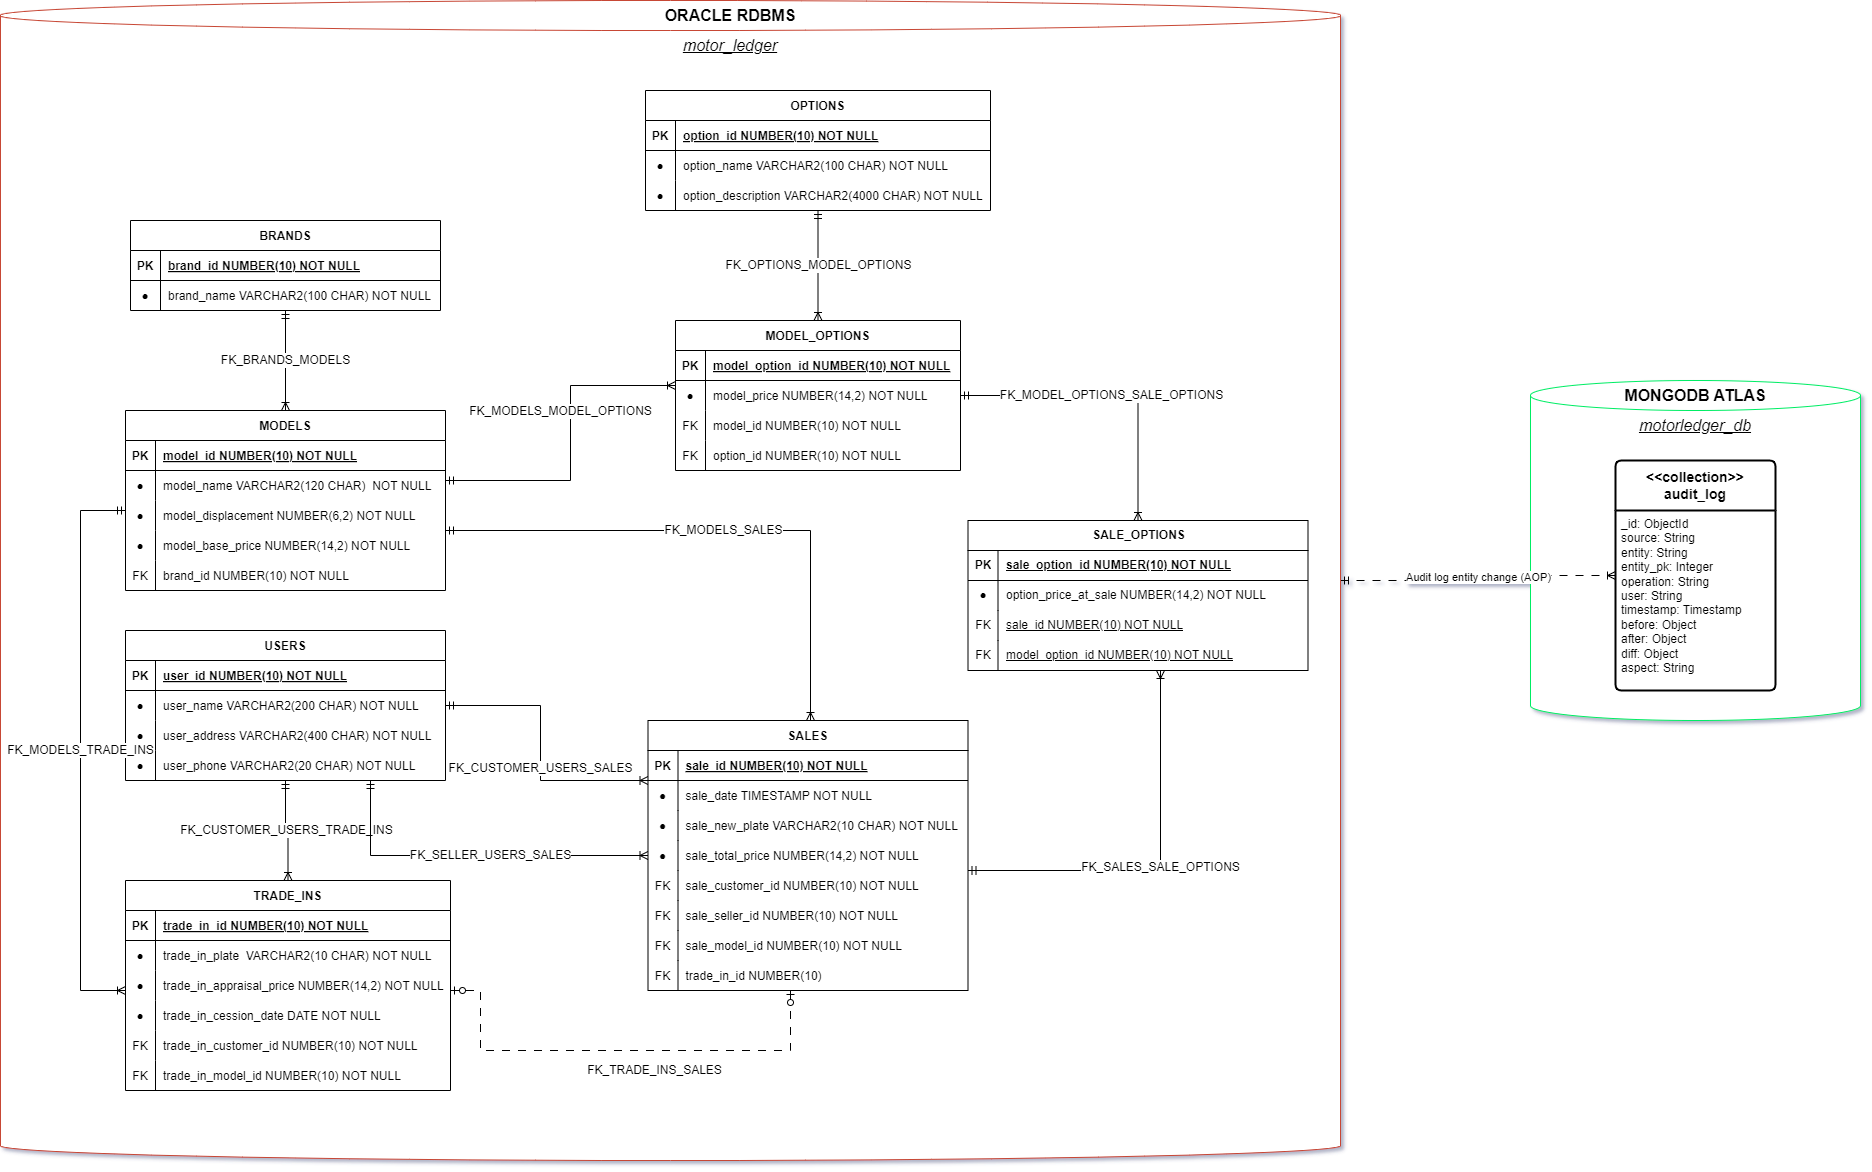 ORACLE RDBMS
motor_ledger
OPTIONS
PK option_id NUMBER(10) NOT NULL
• option_name VARCHAR2(100 CHAR) NOT NULL
• option_description VARCHAR2(4000 CHAR) NOT NULL
BRANDS
PK brand_id NUMBER(10) NOT NULL
• brand_name VARCHAR2(100 CHAR) NOT NULL
FK_OPTIONS_MODEL_OPTIONS
FK_BRANDS_MODELS
MODEL_OPTIONS
PK model_option_id NUMBER(10) NOT NULL
• model_price NUMBER(14,2) NOT NULL
FK model_id NUMBER(10) NOT NULL
FK option_id NUMBER(10) NOT NULL
FK_MODELS_MODEL_OPTIONS
FK_MODEL_OPTIONS_SALE_OPTIONS
MODELS
PK model_id NUMBER(10) NOT NULL
• model_name VARCHAR2(120 CHAR)  NOT NULL
• model_displacement NUMBER(6,2) NOT NULL
• model_base_price NUMBER(14,2) NOT NULL
FK brand_id NUMBER(10) NOT NULL
FK_MODELS_SALES
SALE_OPTIONS
PK sale_option_id NUMBER(10) NOT NULL
• option_price_at_sale NUMBER(14,2) NOT NULL
FK sale_id NUMBER(10) NOT NULL
FK model_option_id NUMBER(10) NOT NULL
USERS
PK user_id NUMBER(10) NOT NULL
• user_name VARCHAR2(200 CHAR) NOT NULL
• user_address VARCHAR2(400 CHAR) NOT NULL
• user_phone VARCHAR2(20 CHAR) NOT NULL
FK_MODELS_TRADE_INS
FK_CUSTOMER_USERS_SALES
FK_CUSTOMER_USERS_TRADE_INS
FK_SELLER_USERS_SALES
SALES
PK sale_id NUMBER(10) NOT NULL
• sale_date TIMESTAMP NOT NULL
• sale_new_plate VARCHAR2(10 CHAR) NOT NULL
• sale_total_price NUMBER(14,2) NOT NULL
FK sale_customer_id NUMBER(10) NOT NULL
FK sale_seller_id NUMBER(10) NOT NULL
FK sale_model_id NUMBER(10) NOT NULL
FK trade_in_id NUMBER(10)
FK_SALES_SALE_OPTIONS
TRADE_INS
PK trade_in_id NUMBER(10) NOT NULL
• trade_in_plate  VARCHAR2(10 CHAR) NOT NULL
• trade_in_appraisal_price NUMBER(14,2) NOT NULL
• trade_in_cession_date DATE NOT NULL
FK trade_in_customer_id NUMBER(10) NOT NULL
FK trade_in_model_id NUMBER(10) NOT NULL
FK_TRADE_INS_SALES
Audit log entity change (AOP)
MONGODB ATLAS
motorledger_db
<<collection>>
audit_log
_id: ObjectId
source: String
entity: String
entity_pk: Integer
operation: String
user: String
timestamp: Timestamp
before: Object
after: Object
diff: Object
aspect: String